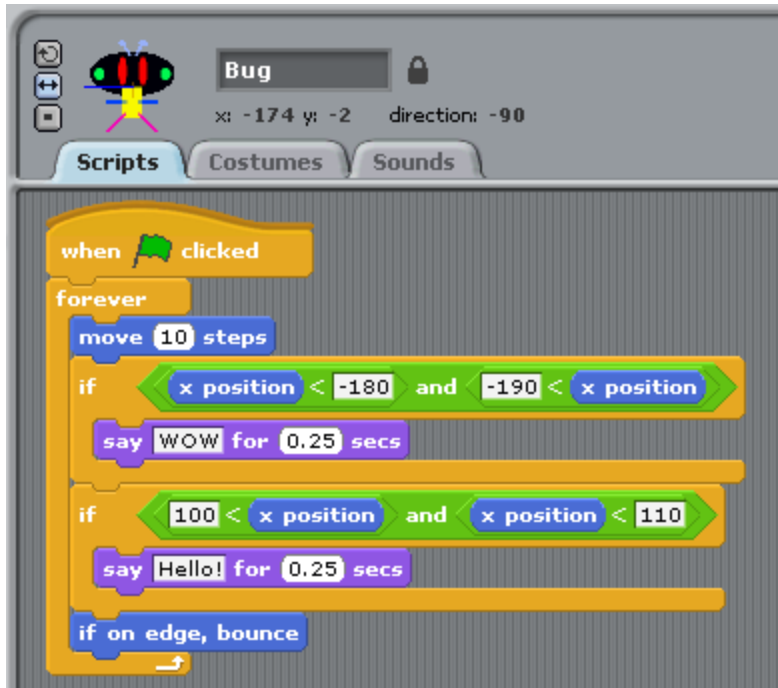 Bug
x: -174 y: -2 direction: -90
Scripts Costumes Sounds
when clicked
forever
move 10 steps
if x position < -180 and -190 < x position
say WOW for 0.25 secs
if 100 < x position and x position < 110
say Hello! for 0.25 secs
if on edge, bounce